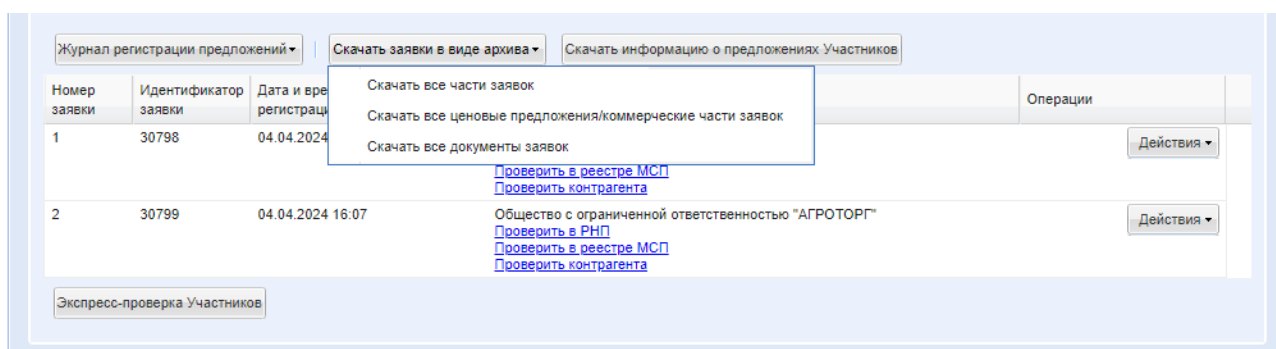 Журнал регистрации предложений
Скачать заявки в виде архива
Скачать информацию о предложениях Участников
Скачать все части заявок
Скачать все ценовые предложения/коммерческие части заявок
Скачать все документы заявок
Номер заявки
Идентификатор заявки
Дата и вре
регистраци
Операции
1
30798
04.04.2024
Проверить в реестре МСП
Проверить контрагента
Действия
2
30799
04.04.2024 16:07
Общество с ограниченной ответственностью "АГРОТОРГ"
Проверить в РНП
Проверить в реестре МСП
Проверить контрагента
Действия
Экспресс-проверка Участников